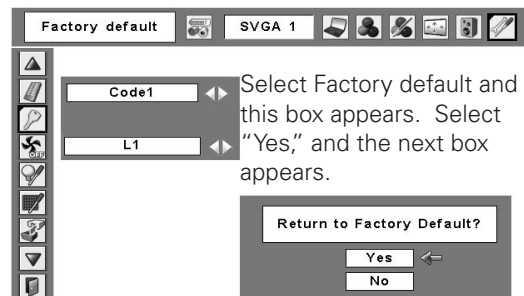 Factory default
SVGA 1
Code1
L1
OFF
Select Factory default and
this box appears.  Select
“Yes,” and the next box
appears.
Return to Factory Default?
Yes
No